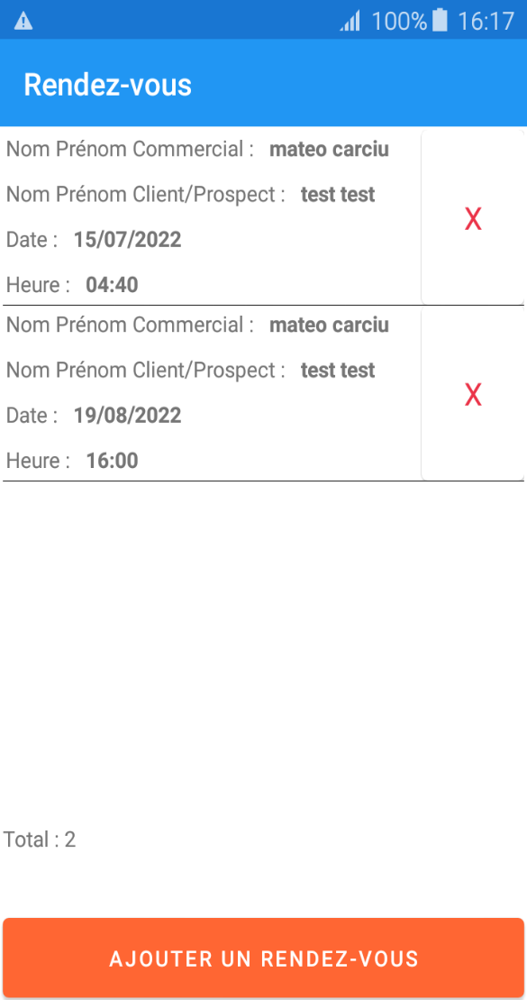 100% 16:17
Rendez-vous
Nom Prénom Commercial : mateo carciu
Nom Prénom Client/Prospect : test test
Date : 15/07/2022
X
Heure : 04:40
Nom Prénom Commercial : mateo carciu
Nom Prénom Client/Prospect : test test
Date : 19/08/2022
X
Heure : 16:00
Total : 2
AJOUTER UN RENDEZ-VOUS